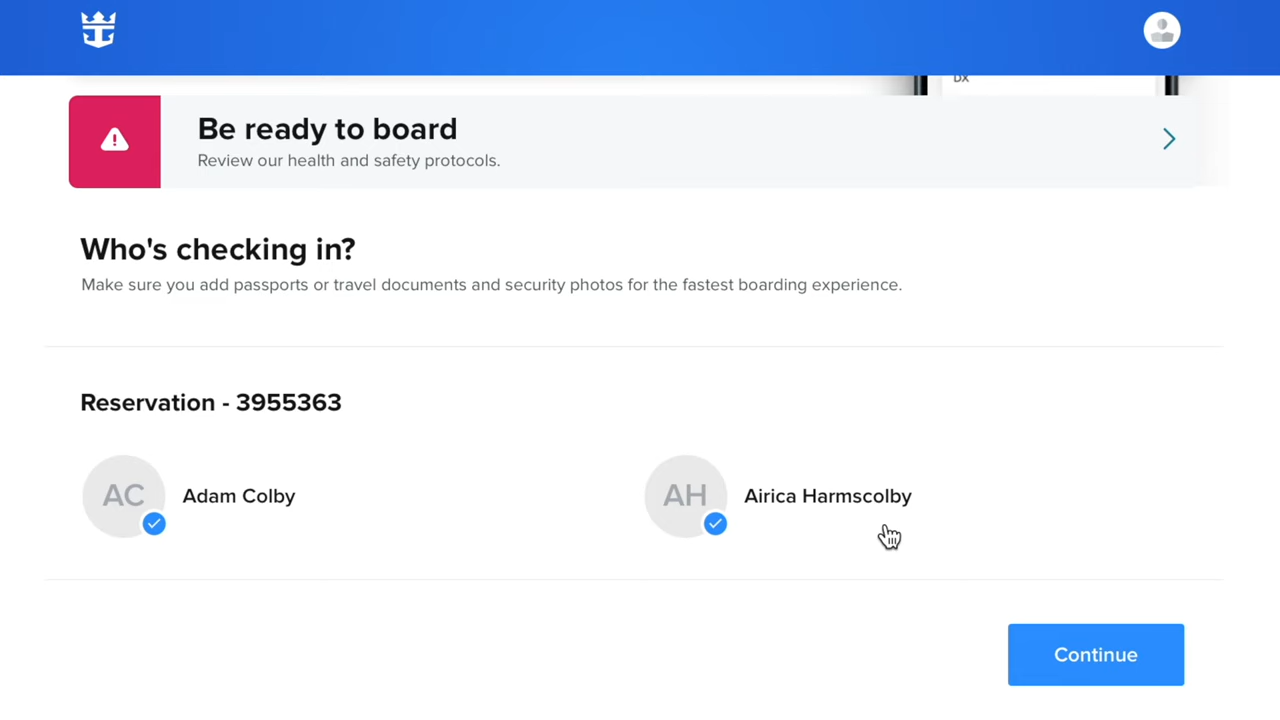 DX
Be ready to board
Review our health and safety protocols.
Who's checking in?
Make sure you add passports or travel documents and security photos for the fastest boarding experience.
Reservation - 3955363
AC
Adam Colby
AH
Airica Harmscolby
Continue